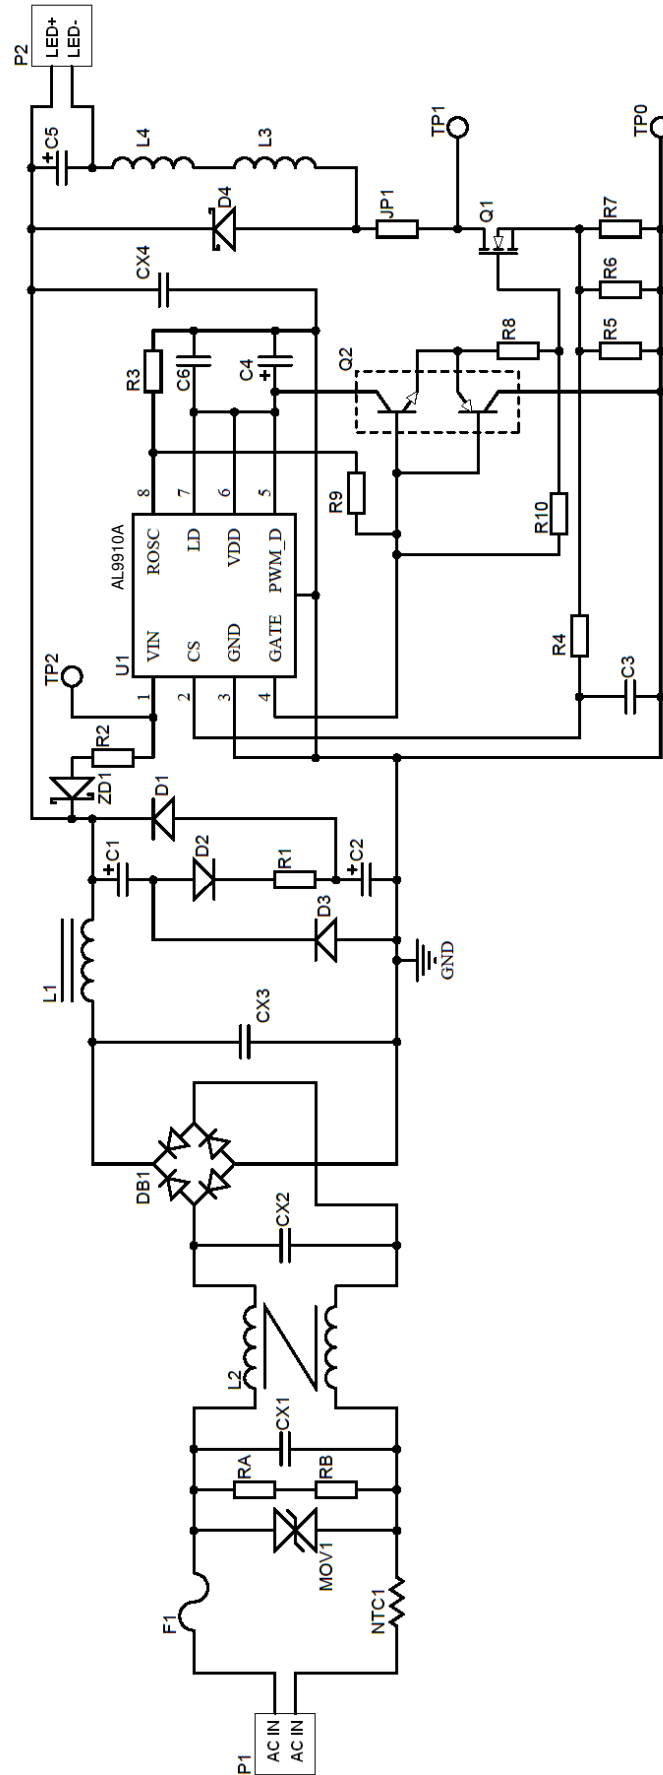 P1
AC IN
AC IN
F1
NTC1
MOV1
RA
RB
CX1
L2
CX2
DB1
CX3
L1
GND
C1
D3
D2
R1
C2
D1
ZD1
R2
TP2
U1
AL9910A
1
2
3
4
VIN
CS
GND
GATE
ROSC
LD
VDD
PWM_D
8
7
6
5
R3
C6
C4
CX4
R9
Q2
R8
R10
R4
C3
R5
R6
R7
Q1
JP1
TP1
TP0
D4
L3
L4
C5
P2
LED+
LED-